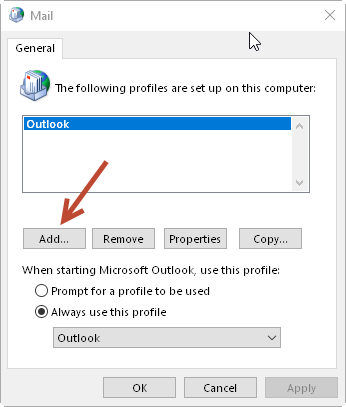 Mail
General
The following profiles are set up on this computer:
Outlook
Add...
Remove
Properties
Copy...
When starting Microsoft Outlook, use this profile:
Prompt for a profile to be used
Always use this profile
Outlook
OK
Cancel
Apply